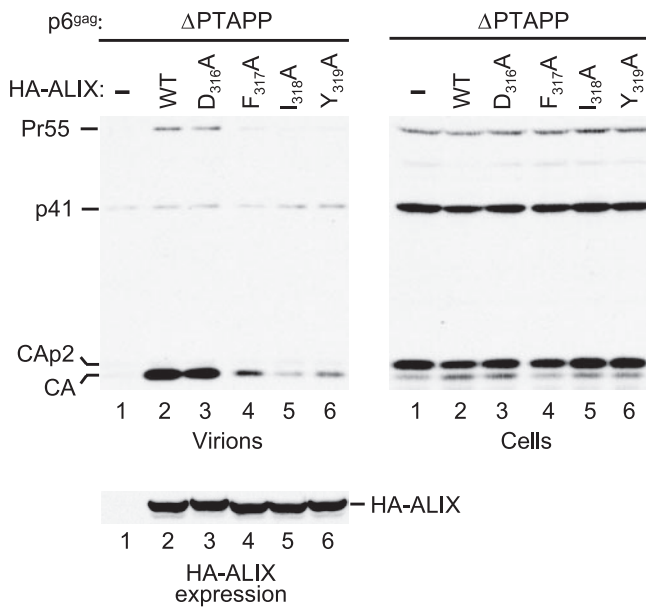 p6gag: ΔPTAPP ΔPTAPP
HA-ALIX: – WT D316A F317A I318A Y319A – WT D316A F317A I318A Y319A
Pr55
p41
CAp2
CA
1 2 3 4 5 6 1 2 3 4 5 6
Virions Cells
HA-ALIX
1 2 3 4 5 6
HA-ALIX
expression